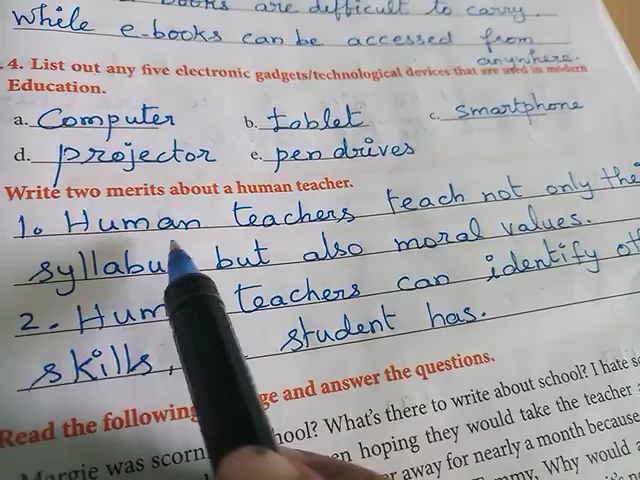 books are difficult to carry
while e-books can be accessed from
anywhere.
4. List out any five electronic gadgets/technological devices that are used in modern
Education.
a. Computer b. tablet c. smartphone
d. projector e. pen drives
Write two merits about a human teacher.
1. Human teachers teach not only the
syllabu but also moral values.
2. Hum teachers can identify
skills, student has.
Read the following ge and answer the questions.
hool? What's there to write about school? I hate
Margie was scorn en hoping they would take the teacher
r away for nearly a month because
Why would